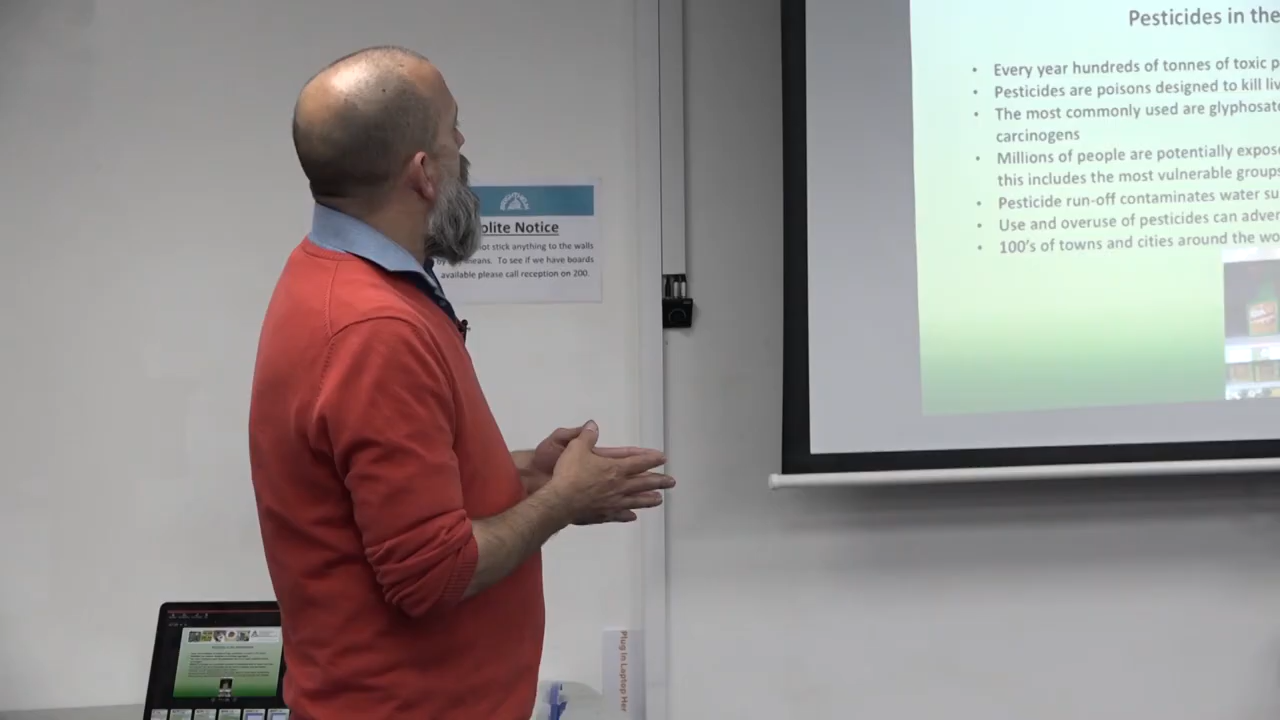 Pesticides in the
• Every year hundreds of tonnes of toxic p
• Pesticides are poisons designed to kill liv
• The most commonly used are glyphosate
carcinogens
• Millions of people are potentially expose
this includes the most vulnerable groups
• Pesticide run-off contaminates water su
• Use and overuse of pesticides can adver
• 100's of towns and cities around the wo
olite Notice
not stick anything to the walls
by means. To see if we have boards
available please call reception on 200.
Plug In Laptop Her